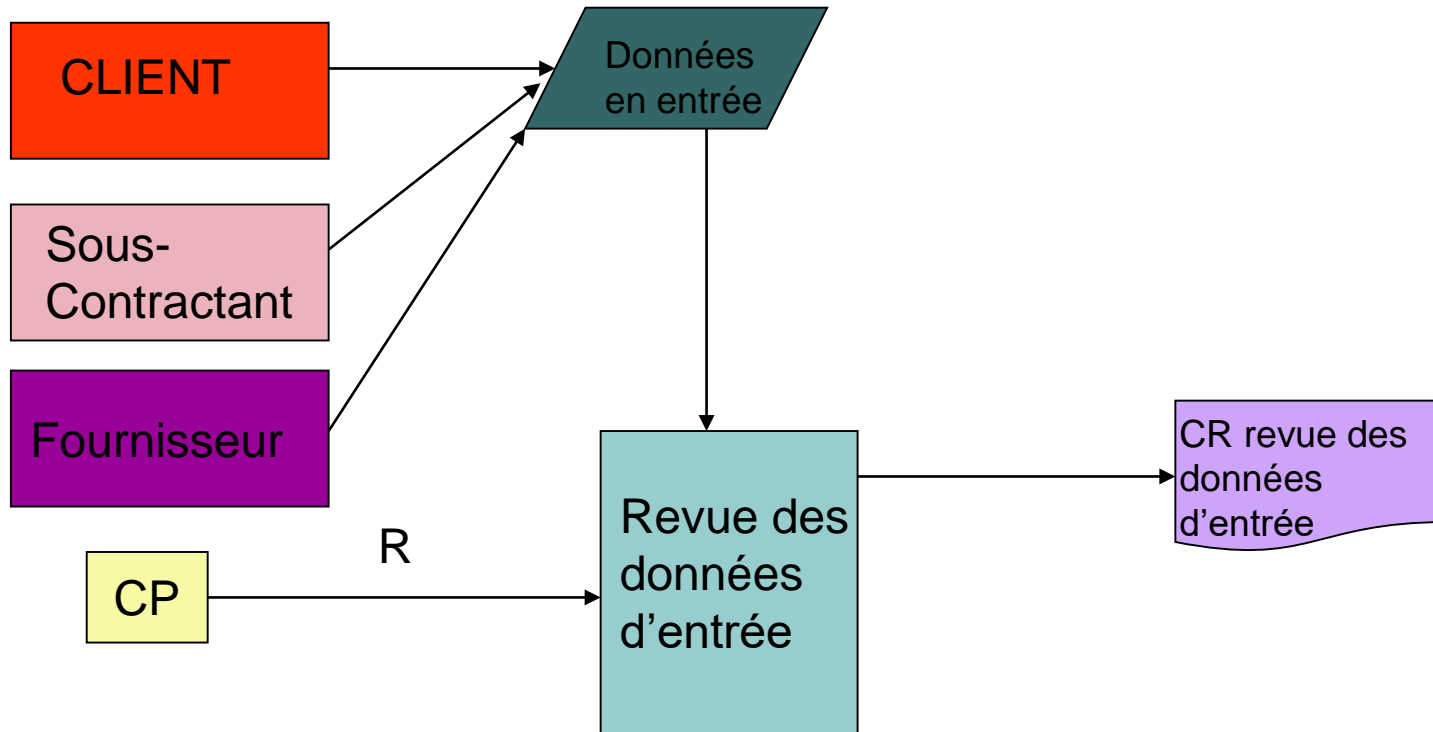 CLIENT
Données
en entrée
Sous-
Contractant
Fournisseur
CR revue des
données
d’entrée
Revue des
données
d’entrée
R
CP